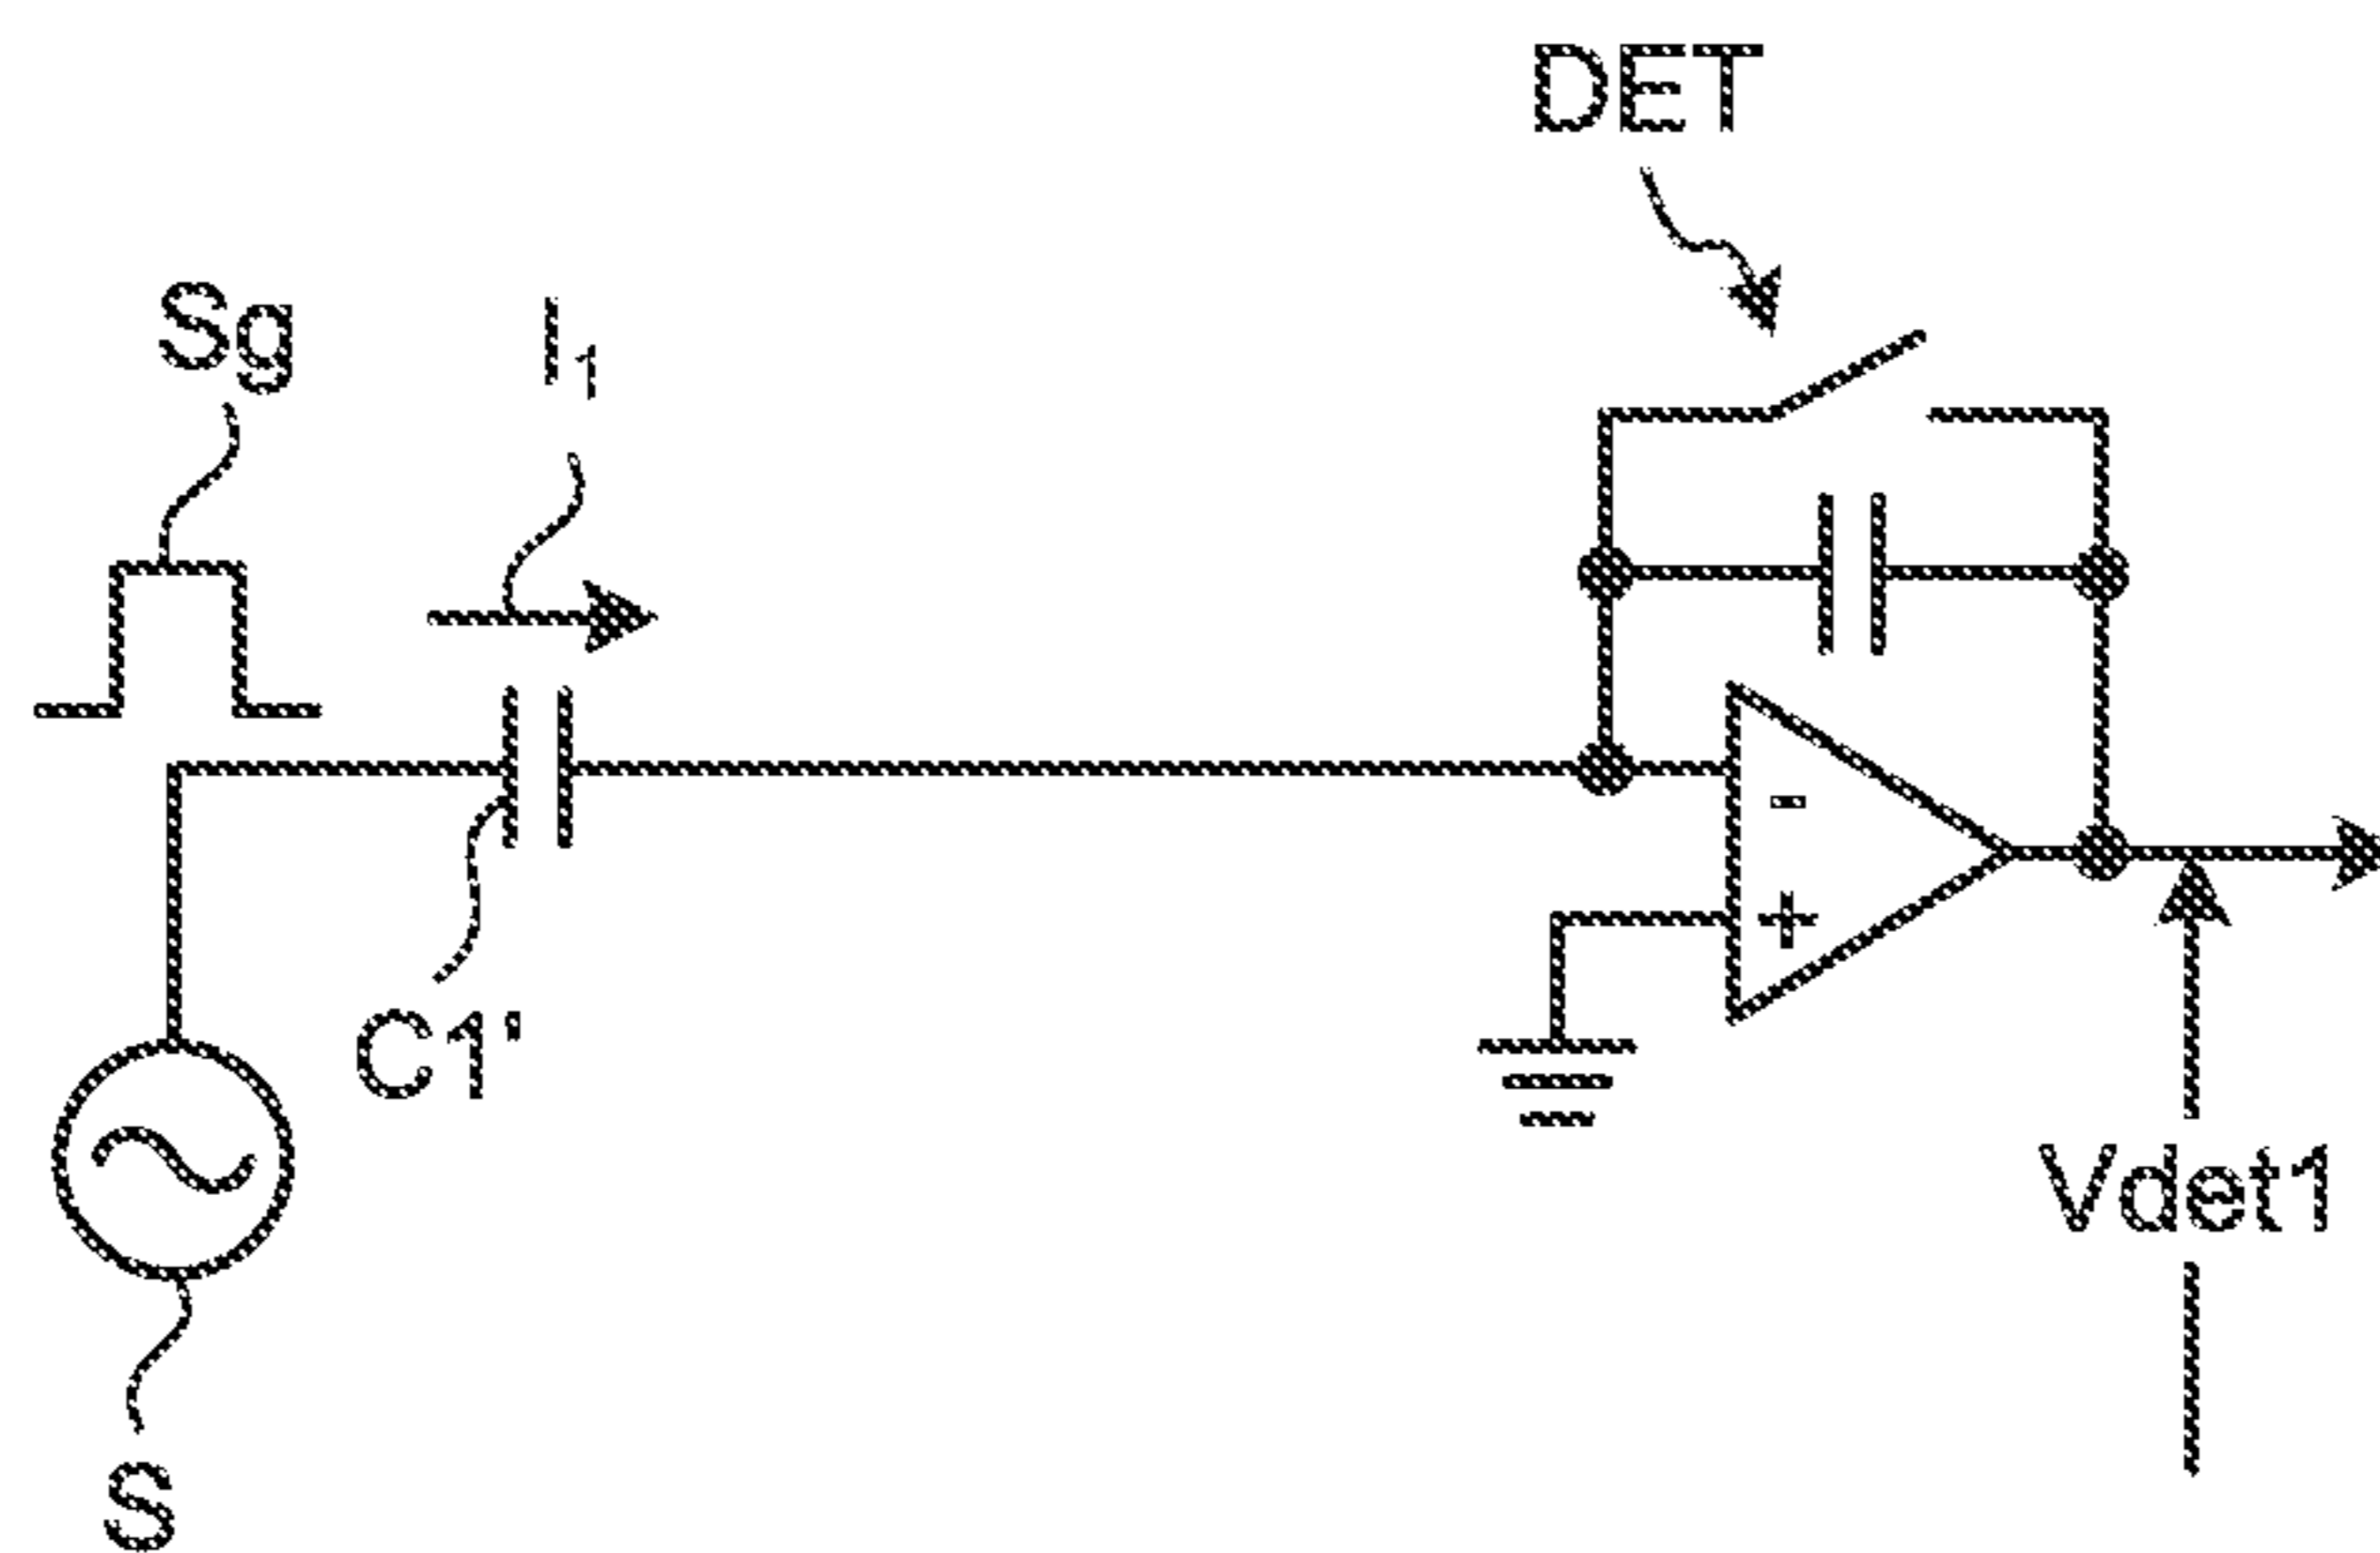 DET
Sg
I₁
-
+
C1'
Vdet1
S